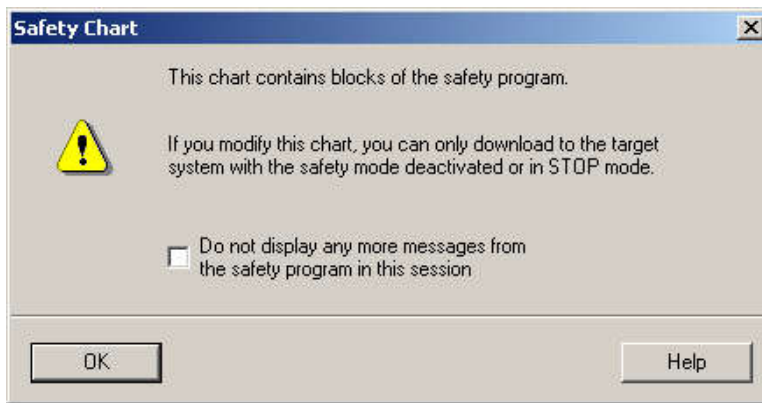 Safety Chart
This chart contains blocks of the safety program.
If you modify this chart, you can only download to the target
system with the safety mode deactivated or in STOP mode.
Do not display any more messages from
the safety program in this session
OK
Help